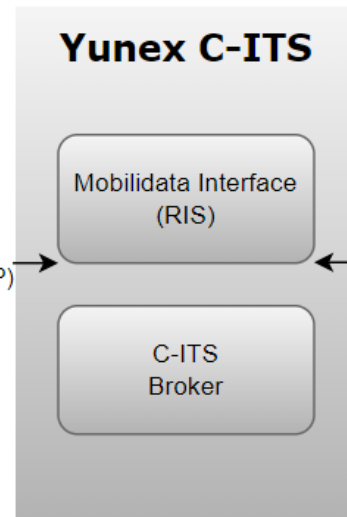 Yunex C-ITS
Mobilidata Interface
(RIS)
P)
C-ITS
Broker